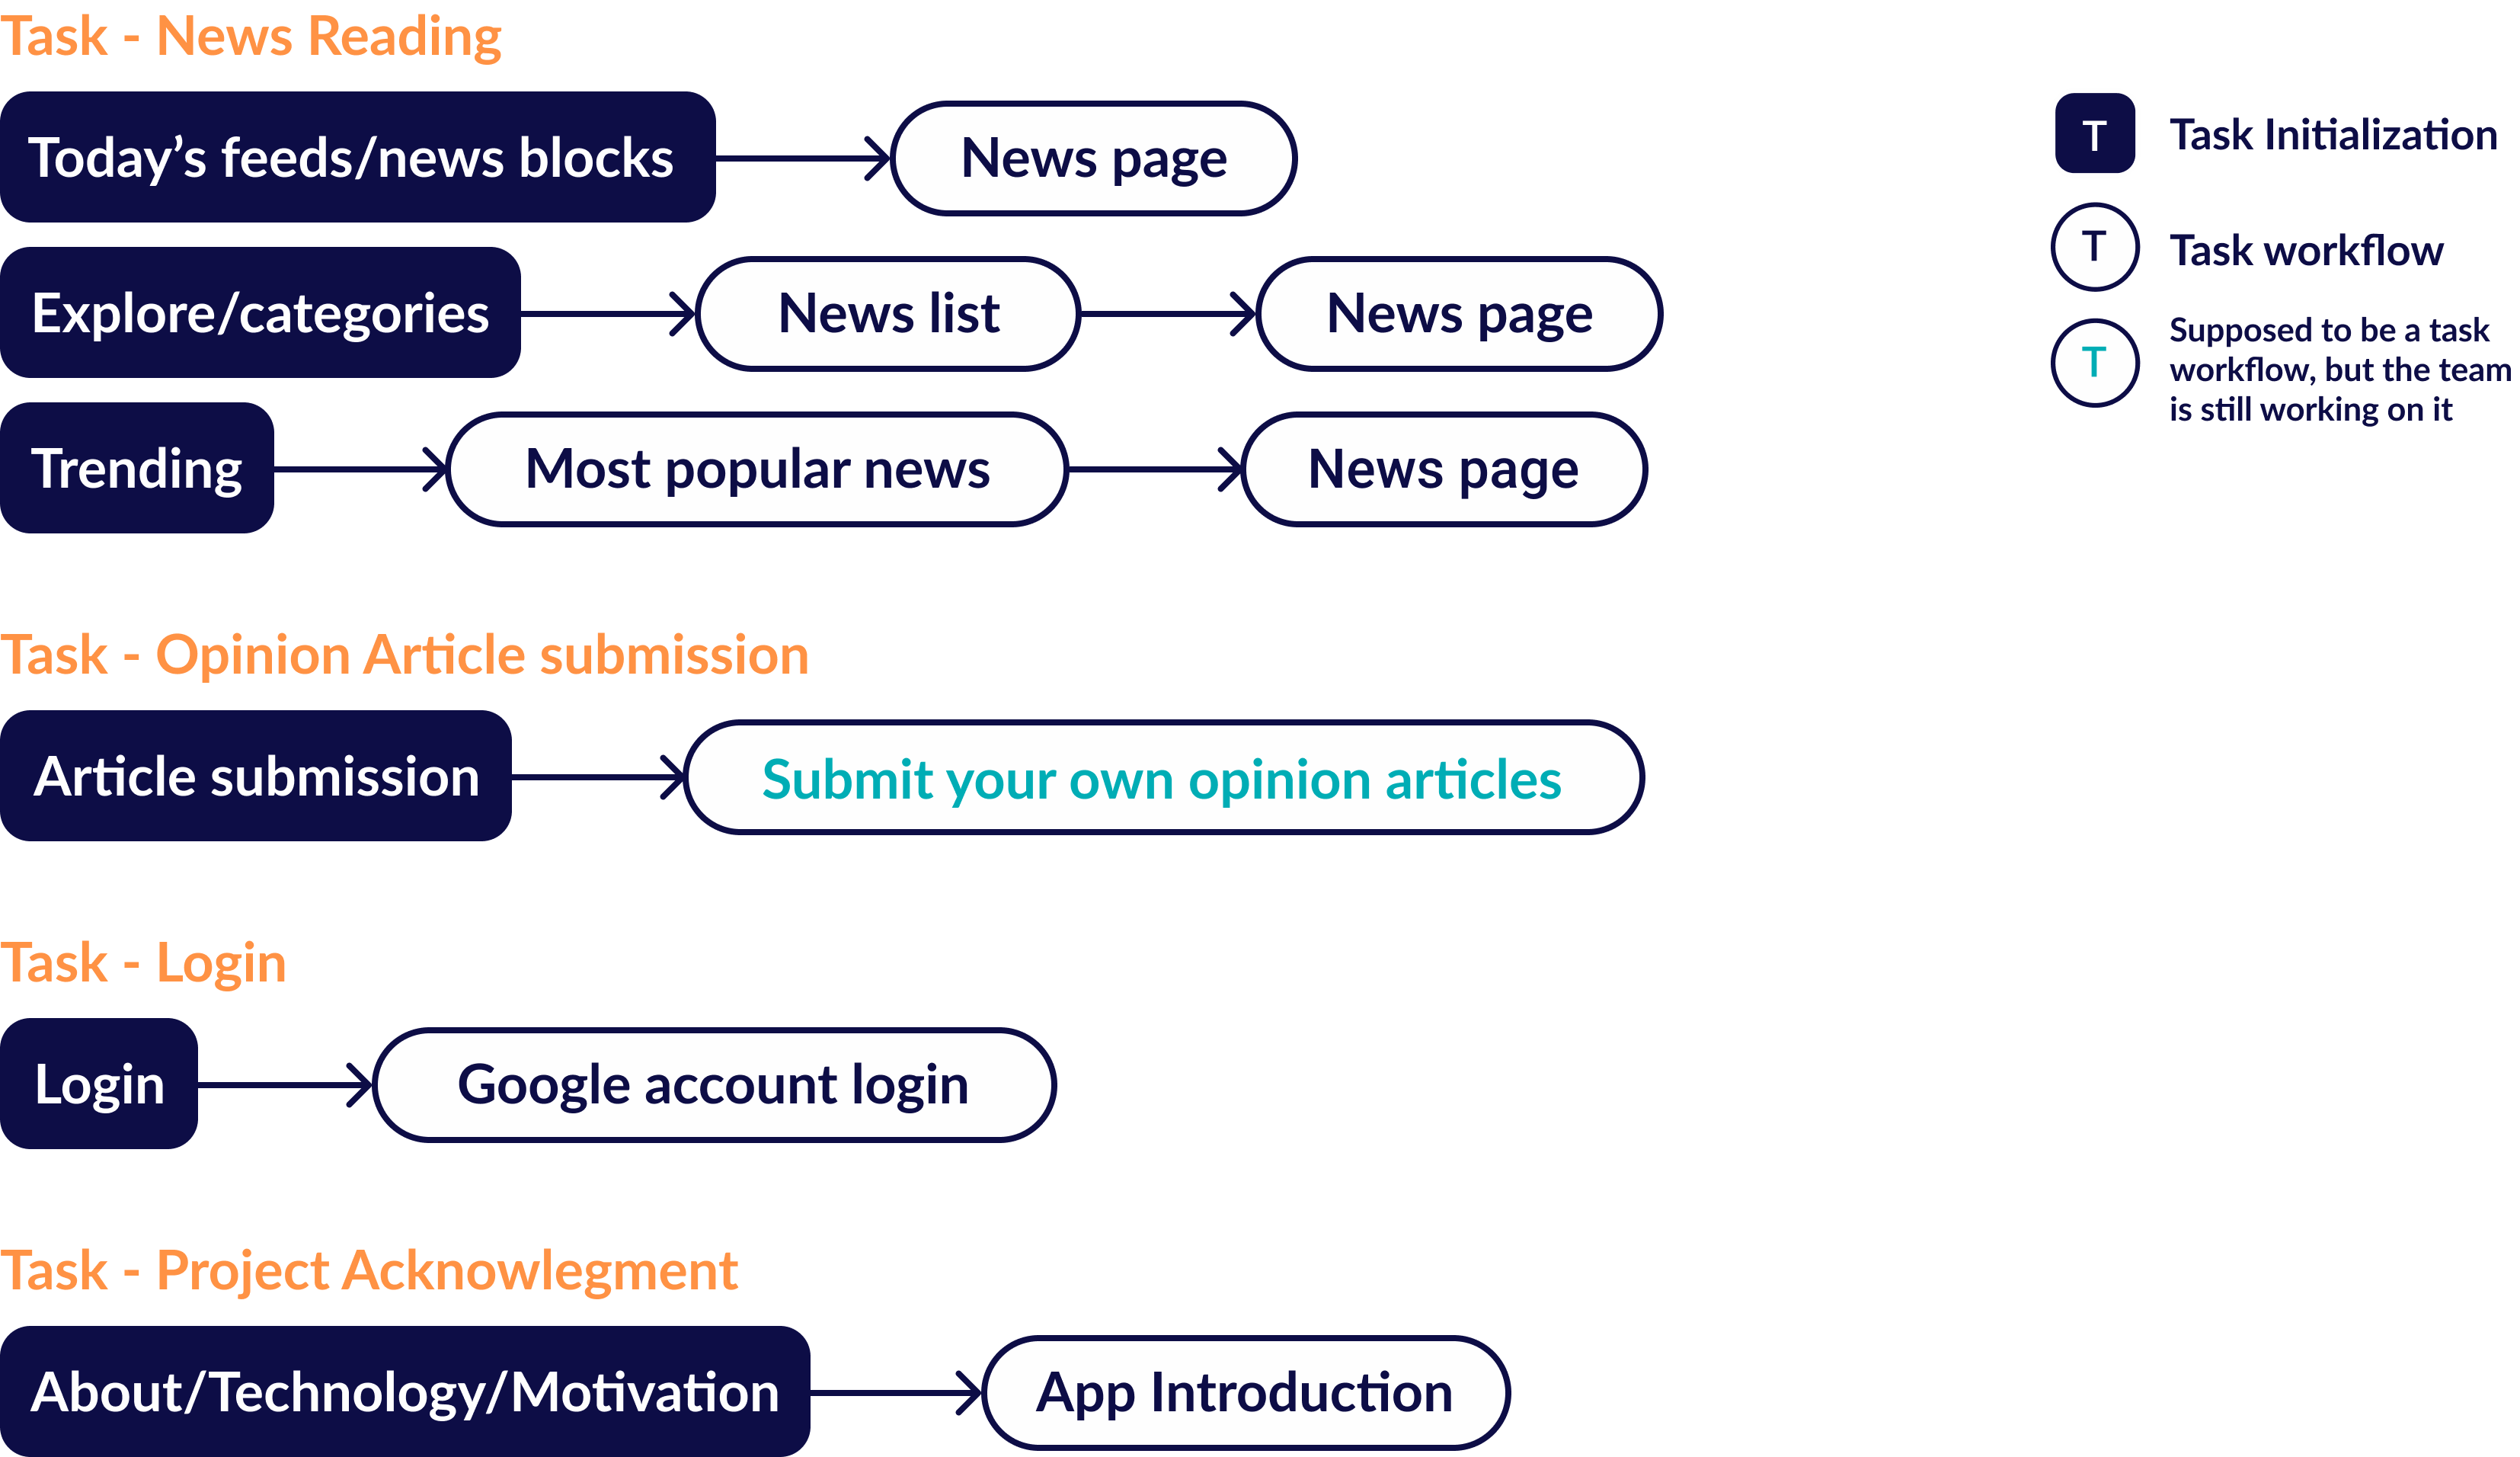 Task - News Reading
Today’s feeds/news blocks
News page
Explore/categories
News list
News page
Trending
Most popular news
News page
Task - Opinion Article submission
Article submission
Submit your own opinion articles
Task - Login
Login
Google account login
Task - Project Acknowlegment
About/Technology/Motivation
App Introduction
T
Task Initialization
T
Task workflow
T
Supposed to be a task
workflow, but the team
is still working on it